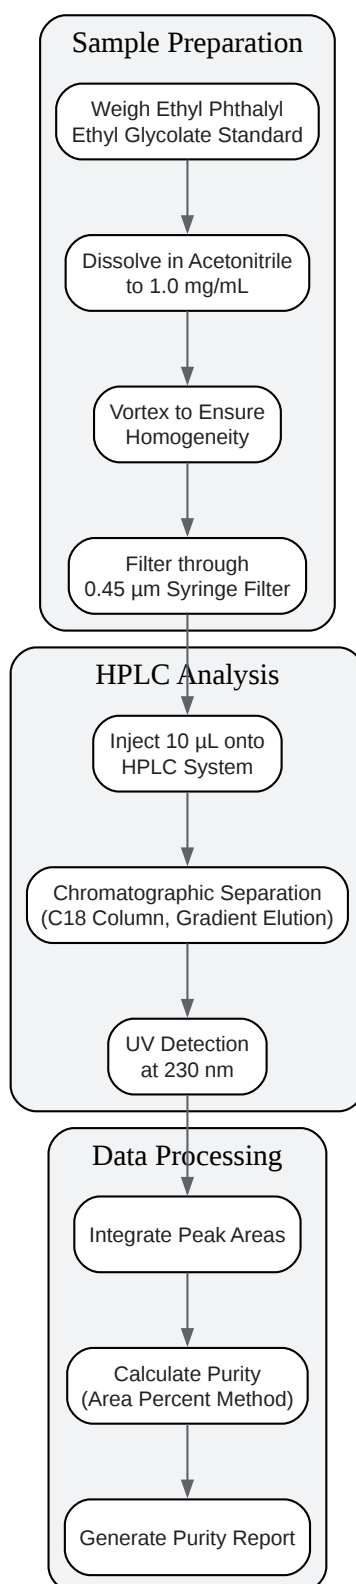 Sample Preparation
Weigh Ethyl Phthalyl
Ethyl Glycolate Standard
Dissolve in Acetonitrile
to 1.0 mg/mL
Vortex to Ensure
Homogeneity
Filter through
0.45 µm Syringe Filter
HPLC Analysis
Inject 10 µL onto
HPLC System
Chromatographic Separation
(C18 Column, Gradient Elution)
UV Detection
at 230 nm
Data Processing
Integrate Peak Areas
Calculate Purity
(Area Percent Method)
Generate Purity Report